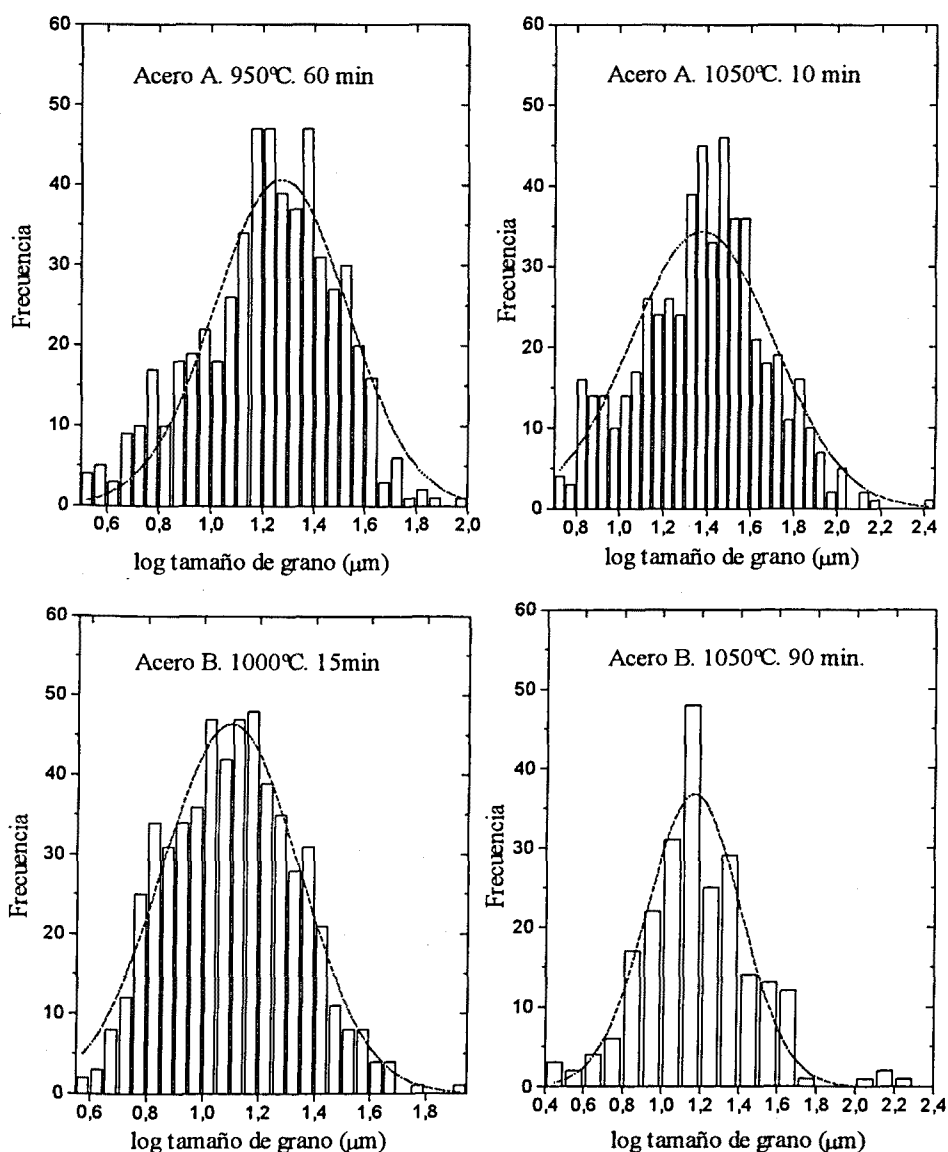 60
50
40
30
20
10
0
Frecuencia
Acero A. 950ºC. 60 min
0,6 0,8 1,0 1,2 1,4 1,6 1,8 2,0
log tamaño de grano (μm)
60
50
40
30
20
10
0
Frecuencia
Acero A. 1050ºC. 10 min
0,8 1,0 1,2 1,4 1,6 1,8 2,0 2,2 2,4
log tamaño de grano (μm)
60
50
40
30
20
10
0
Frecuencia
Acero B. 1000ºC. 15min
0,6 0,8 1,0 1,2 1,4 1,6 1,8
log tamaño de grano (μm)
60
50
40
30
20
10
0
Frecuencia
Acero B. 1050ºC. 90 min.
0,4 0,6 0,8 1,0 1,2 1,4 1,6 1,8 2,0 2,2 2,4
log tamaño de grano (μm)